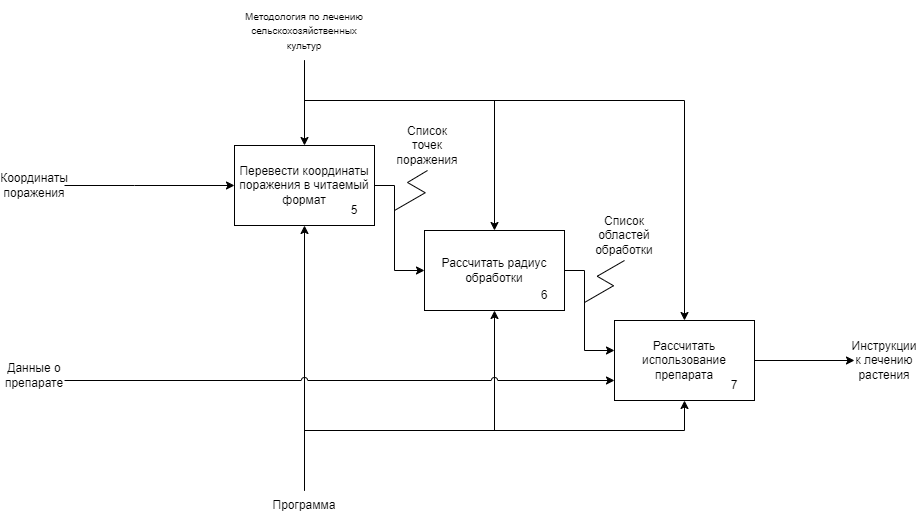 Методология по лечению
сельскохозяйственных
культур
Список
точек
поражения
Координаты
поражения
Перевести координаты
поражения в читаемый
формат
5
Список
областей
обработки
Рассчитать радиус
обработки
6
Данные о
препарате
Рассчитать
использование
препарата
7
Инструкции
к лечению
растения
Программа